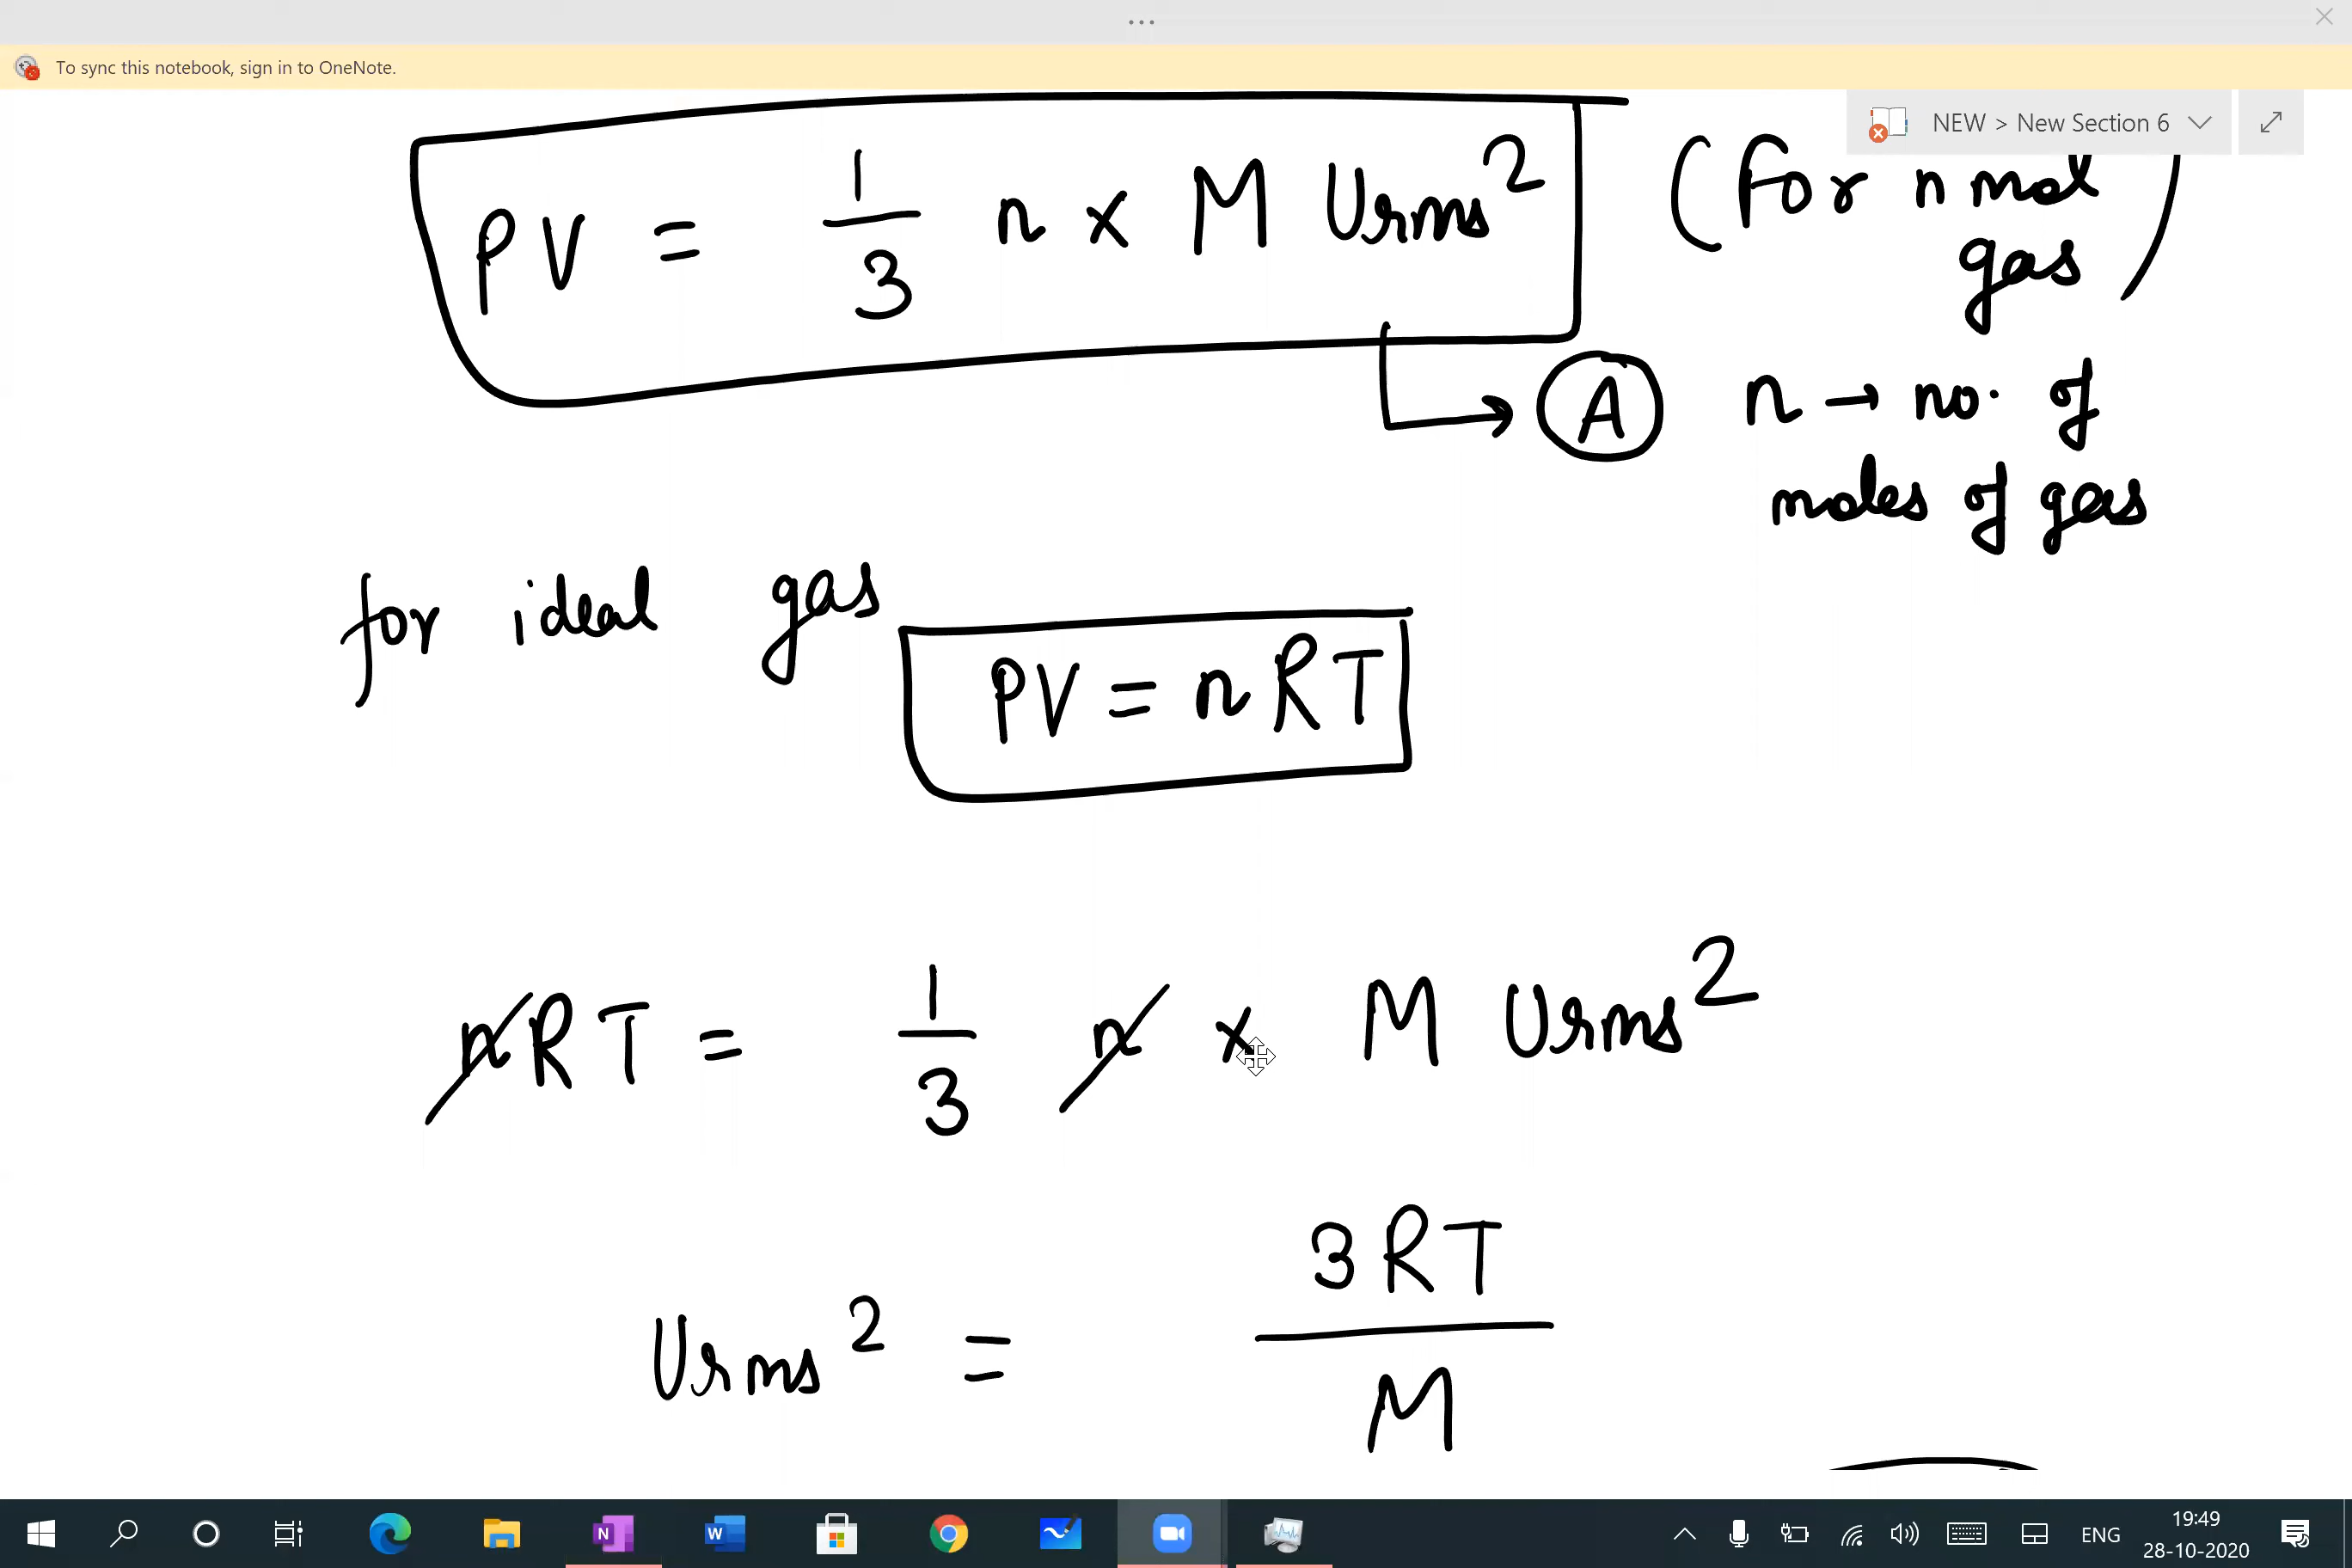 ...
To sync this notebook, sign in to OneNote.
NEW > New Section 6
PV = 1/3 n x M Urms² (For n mol gas)
A
n → no. of
moles of gas
for ideal gas
PV = nRT
nRT = 1/3 n x M Urms²
Urms² = 3RT/M
N
W
ENG
19:49
28-10-2020